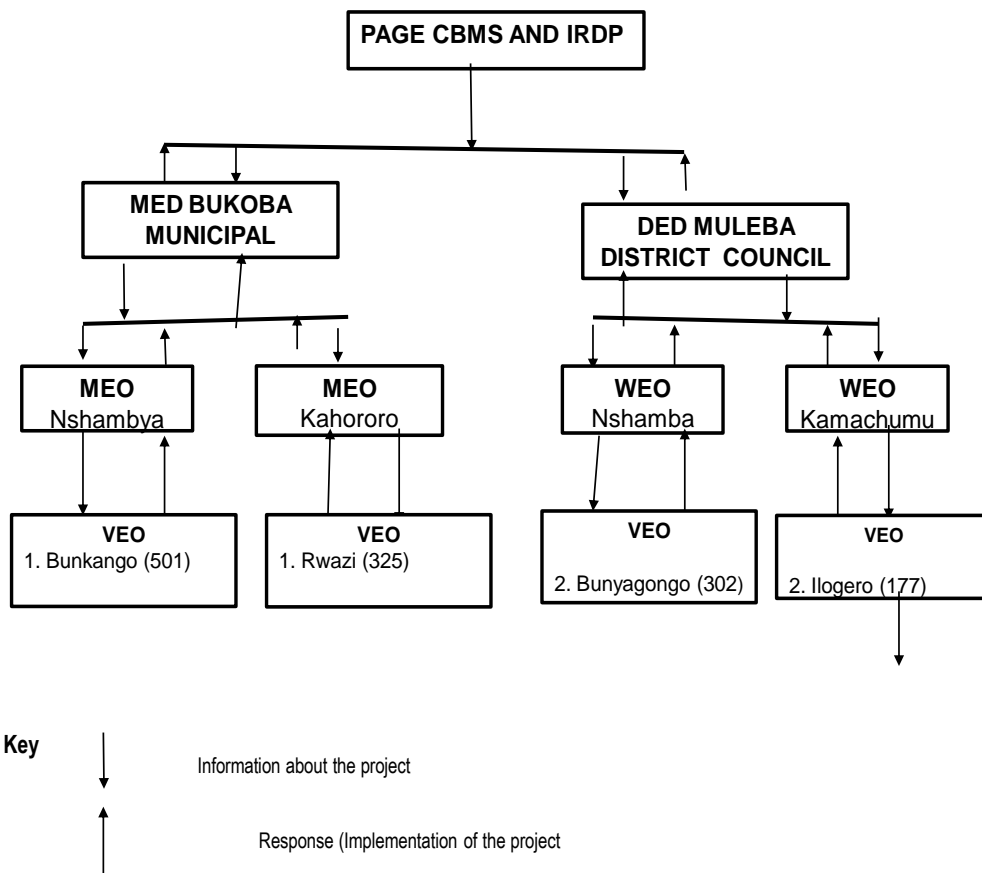 PAGE CBMS AND IRDP
MED BUKOBA
MUNICIPAL
DED MULEBA
DISTRICT COUNCIL
MEO
Nshambya
MEO
Kahororo
WEO
Nshamba
WEO
Kamachumu
VEO
1. Bunkango (501)
VEO
1. Rwazi (325)
VEO
2. Bunyagongo (302)
VEO
2. Ilogero (177)
Key
Information about the project
Response (Implementation of the project